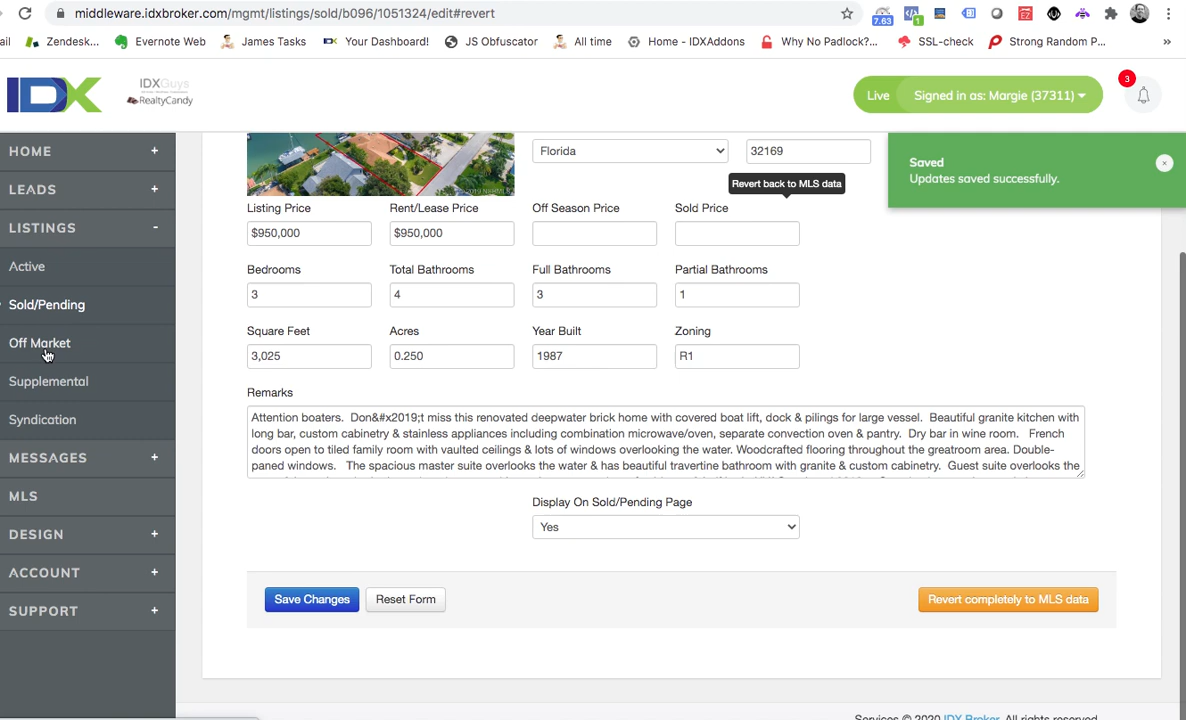 middleware.idxbroker.com/mgmt/listings/sold/b096/1051324/edit#revert
7.63
1
EZ
ail
Zendesk...
Evernote Web
James Tasks
Your Dashboard!
JS Obfuscator
All time
Home - IDXAddons
Why No Padlock?...
SSL-check
Strong Random P...
»
IDX
IDXGuys
RealtyCandy
Live
Signed in as: Margie (37311)
3
HOME +
LEADS +
LISTINGS -
Active
Sold/Pending
Off Market
Supplemental
Syndication
MESSAGES +
MLS
DESIGN +
ACCOUNT +
SUPPORT +
Saved
Updates saved successfully.
×
Florida
32169
Revert back to MLS data
Listing Price
Rent/Lease Price
Off Season Price
Sold Price
$950,000
$950,000
Bedrooms
Total Bathrooms
Full Bathrooms
Partial Bathrooms
3
4
3
1
Square Feet
Acres
Year Built
Zoning
3,025
0.250
1987
R1
Remarks
Attention boaters. Don&#x2019;t miss this renovated deepwater brick home with covered boat lift, dock & pilings for large vessel. Beautiful granite kitchen with
long bar, custom cabinetry & stainless appliances including combination microwave/oven, separate convection oven & pantry. Dry bar in wine room. French
doors open to tiled family room with vaulted ceilings & lots of windows overlooking the water. Woodcrafted flooring throughout the greatroom area. Double-
paned windows. The spacious master suite overlooks the water & has beautiful travertine bathroom with granite & custom cabinetry. Guest suite overlooks the
Display On Sold/Pending Page
Yes
Save Changes
Reset Form
Revert completely to MLS data
Services © 2020 IDX Broker. All rights reserved